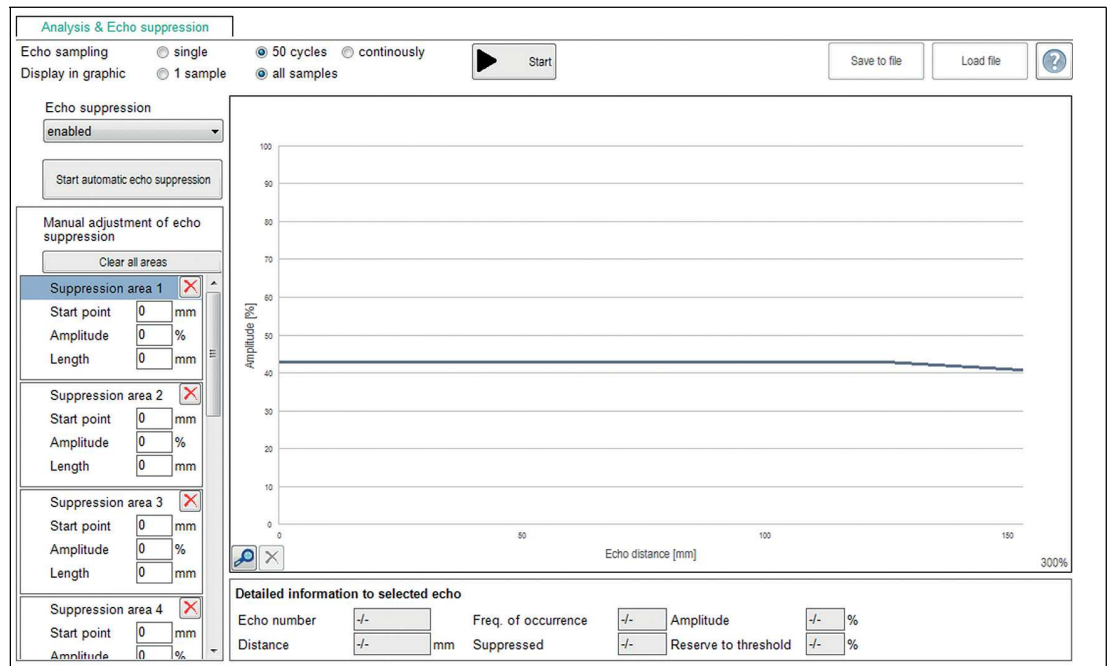 Analysis & Echo suppression
Echo sampling single 50 cycles continously Start Save to file Load file ?
Display in graphic 1 sample all samples
Echo suppression
enabled
Start automatic echo suppression
Manual adjustment of echo
suppression
Clear all areas
Suppression area 1
Start point 0 mm
Amplitude 0 %
Length 0 mm
Suppression area 2
Start point 0 mm
Amplitude 0 %
Length 0 mm
Suppression area 3
Start point 0 mm
Amplitude 0 %
Length 0 mm
Suppression area 4
Start point 0 mm
Amplitude 0 %
Amplitude [%]
100
90
80
70
60
50
40
30
20
10
0
0 50 100 150
Echo distance [mm]
300%
Detailed information to selected echo
Echo number -/- Freq. of occurrence -/- Amplitude -/- %
Distance -/- mm Suppressed -/- Reserve to threshold -/- %